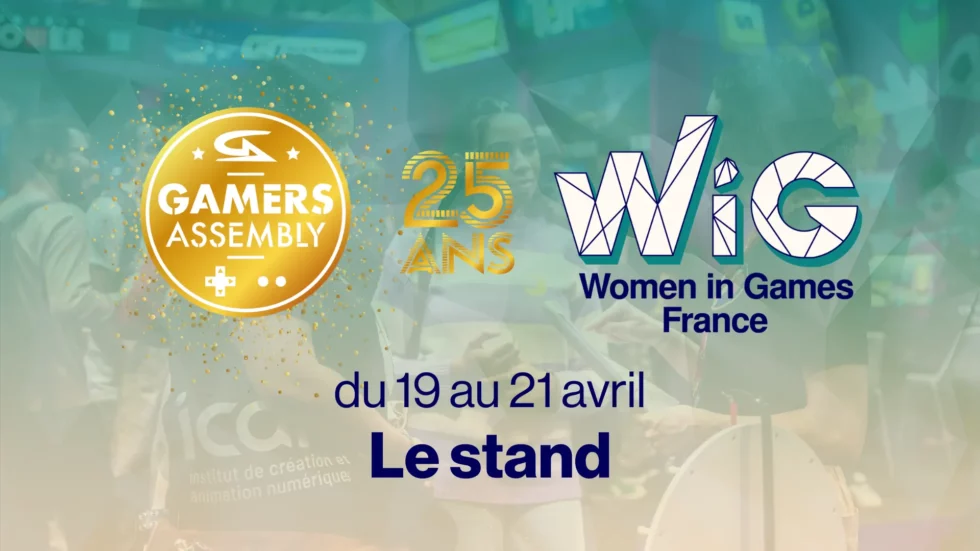 GAMERS
ASSEMBLY
25
ANS
WiG
Women in Games
France
du 19 au 21 avril
Le stand
ica
institut de création et
animation numérique